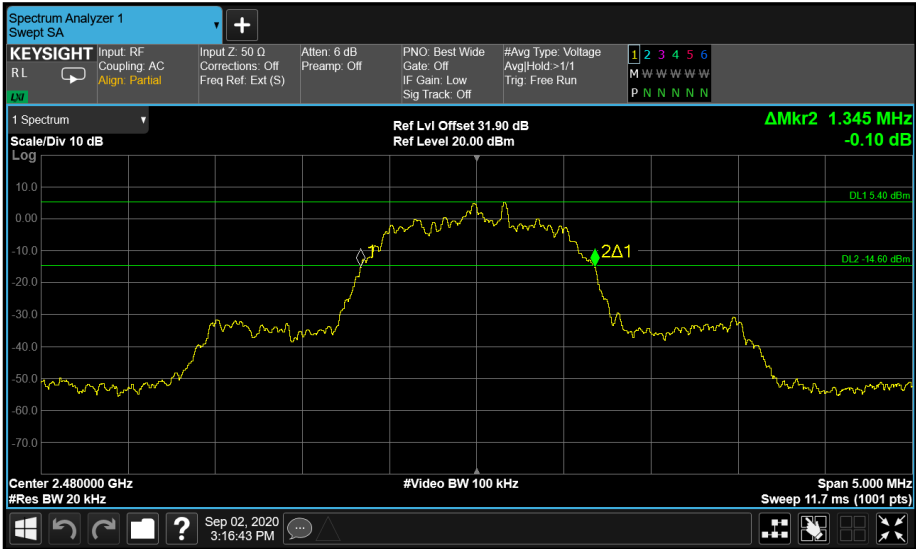 Spectrum Analyzer 1
Swept SA
KEYSIGHT
RL
LXI
Input: RF
Coupling: AC
Align: Partial
Input Z: 50 Ω
Corrections: Off
Freq Ref: Ext (S)
Atten: 6 dB
Preamp: Off
PNO: Best Wide
Gate: Off
IF Gain: Low
Sig Track: Off
#Avg Type: Voltage
Avg|Hold:>1/1
Trig: Free Run
1 2 3 4 5 6
M W W W W W
P N N N N N
1 Spectrum
Scale/Div 10 dB
Ref Lvl Offset 31.90 dB
Ref Level 20.00 dBm
ΔMkr2 1.345 MHz
-0.10 dB
Log
10.0
0.00
-10.0
-20.0
-30.0
-40.0
-50.0
-60.0
-70.0
DL1 5.40 dBm
DL2 -14.60 dBm
1
2Δ1
Center 2.480000 GHz
#Res BW 20 kHz
#Video BW 100 kHz
Span 5.000 MHz
Sweep 11.7 ms (1001 pts)
Sep 02, 2020
3:16:43 PM